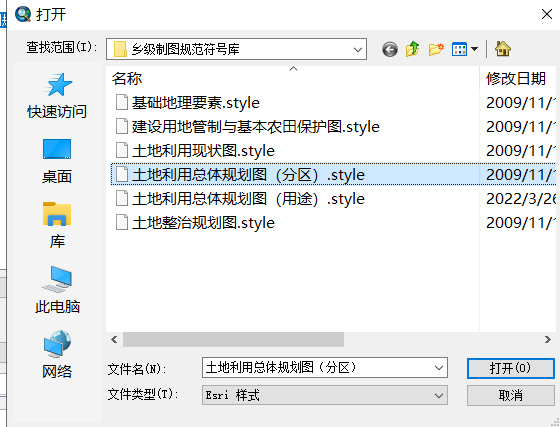 打开
查找范围(I):
乡级制图规范符号库
名称
修改日期
基础地理要素.style
2009/11/1
建设用地管制与基本农田保护图.style
2009/11/1
土地利用现状图.style
2009/11/1
土地利用总体规划图（分区）.style
2009/11/1
土地利用总体规划图（用途）.style
2022/3/26
土地整治规划图.style
2009/11/1
快速访问
桌面
库
此电脑
网络
文件名(N):
土地利用总体规划图（分区）
打开(O)
文件类型(T):
Esri 样式
取消